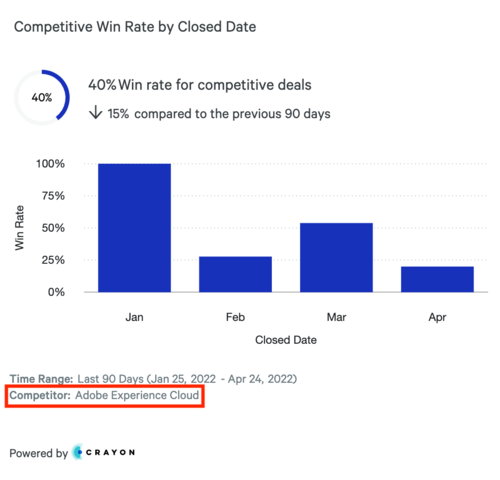 Competitive Win Rate by Closed Date
40%
40% Win rate for competitive deals
↓ 15% compared to the previous 90 days
100%
75%
50%
25%
0%
Win Rate
Jan Feb Mar Apr
Closed Date
Time Range: Last 90 Days (Jan 25, 2022 - Apr 24, 2022)
Competitor: Adobe Experience Cloud
Powered by CRAYON